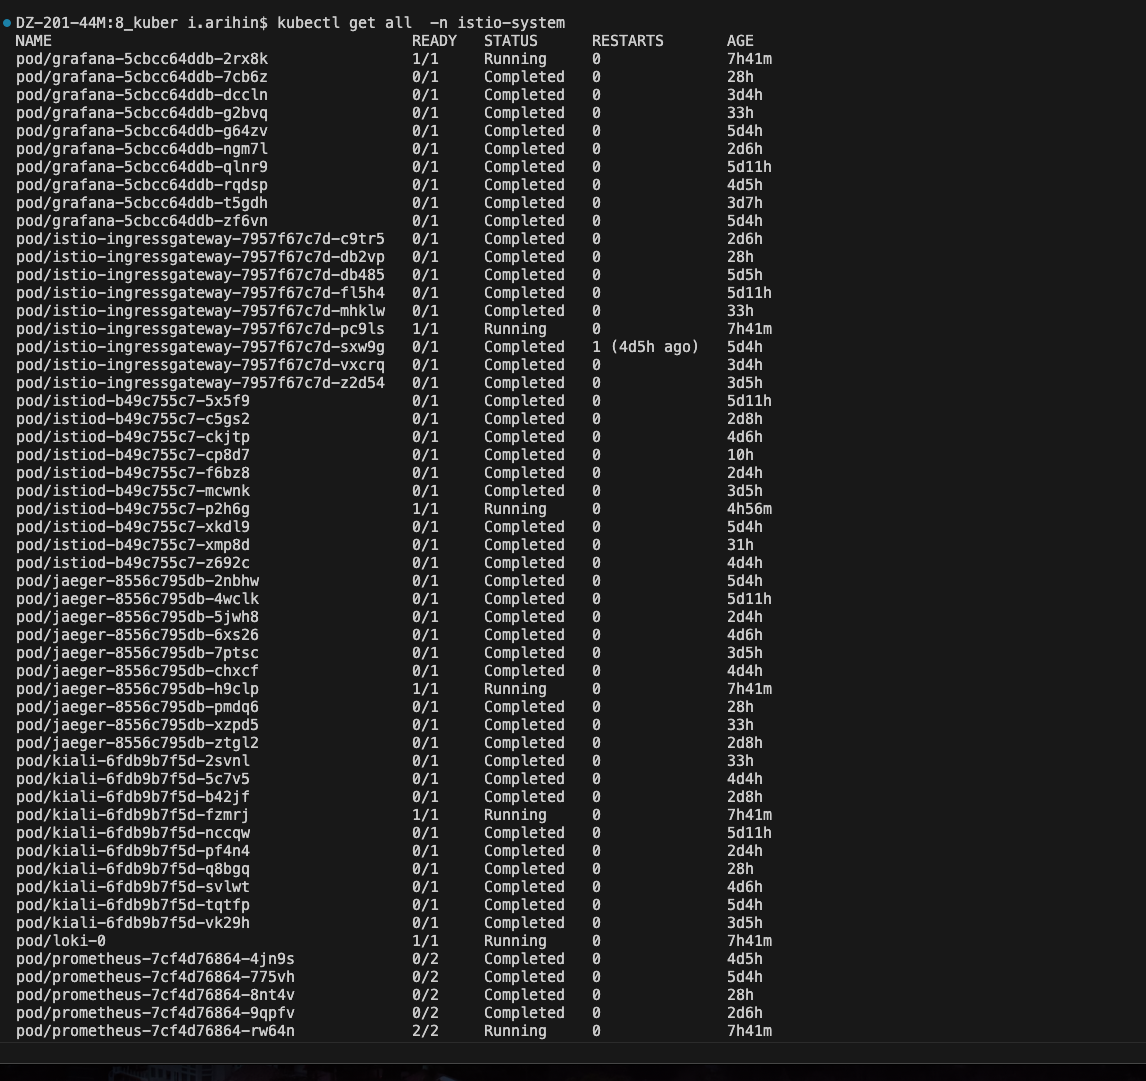 DZ-201-44M:8_kuber i.arihin$ kubectl get all  -n istio-system
NAME                                        READY   STATUS      RESTARTS       AGE
pod/grafana-5cbcc64ddb-2rx8k                1/1     Running     0              7h41m
pod/grafana-5cbcc64ddb-7cb6z                0/1     Completed   0              28h
pod/grafana-5cbcc64ddb-dccln                0/1     Completed   0              3d4h
pod/grafana-5cbcc64ddb-g2bvq                0/1     Completed   0              33h
pod/grafana-5cbcc64ddb-g64zv                0/1     Completed   0              5d4h
pod/grafana-5cbcc64ddb-ngm7l                0/1     Completed   0              2d6h
pod/grafana-5cbcc64ddb-qlnr9                0/1     Completed   0              5d11h
pod/grafana-5cbcc64ddb-rqdsp                0/1     Completed   0              4d5h
pod/grafana-5cbcc64ddb-t5gdh                0/1     Completed   0              3d7h
pod/grafana-5cbcc64ddb-zf6vn                0/1     Completed   0              5d4h
pod/istio-ingressgateway-7957f67c7d-c9tr5   0/1     Completed   0              2d6h
pod/istio-ingressgateway-7957f67c7d-db2vp   0/1     Completed   0              28h
pod/istio-ingressgateway-7957f67c7d-db485   0/1     Completed   0              5d5h
pod/istio-ingressgateway-7957f67c7d-fl5h4   0/1     Completed   0              5d11h
pod/istio-ingressgateway-7957f67c7d-mhklw   0/1     Completed   0              33h
pod/istio-ingressgateway-7957f67c7d-pc9ls   1/1     Running     0              7h41m
pod/istio-ingressgateway-7957f67c7d-sxw9g   0/1     Completed   1 (4d5h ago)   5d4h
pod/istio-ingressgateway-7957f67c7d-vxcrq   0/1     Completed   0              3d4h
pod/istio-ingressgateway-7957f67c7d-z2d54   0/1     Completed   0              3d5h
pod/istiod-b49c755c7-5x5f9                  0/1     Completed   0              5d11h
pod/istiod-b49c755c7-c5gs2                  0/1     Completed   0              2d8h
pod/istiod-b49c755c7-ckjtp                  0/1     Completed   0              4d6h
pod/istiod-b49c755c7-cp8d7                  0/1     Completed   0              10h
pod/istiod-b49c755c7-f6bz8                  0/1     Completed   0              2d4h
pod/istiod-b49c755c7-mcwnk                  0/1     Completed   0              3d5h
pod/istiod-b49c755c7-p2h6g                  1/1     Running     0              4h56m
pod/istiod-b49c755c7-xkdl9                  0/1     Completed   0              5d4h
pod/istiod-b49c755c7-xmp8d                  0/1     Completed   0              31h
pod/istiod-b49c755c7-z692c                  0/1     Completed   0              4d4h
pod/jaeger-8556c795db-2nbhw                 0/1     Completed   0              5d4h
pod/jaeger-8556c795db-4wclk                 0/1     Completed   0              5d11h
pod/jaeger-8556c795db-5jwh8                 0/1     Completed   0              2d4h
pod/jaeger-8556c795db-6xs26                 0/1     Completed   0              4d6h
pod/jaeger-8556c795db-7ptsc                 0/1     Completed   0              3d5h
pod/jaeger-8556c795db-chxcf                 0/1     Completed   0              4d4h
pod/jaeger-8556c795db-h9clp                 1/1     Running     0              7h41m
pod/jaeger-8556c795db-pmdq6                 0/1     Completed   0              28h
pod/jaeger-8556c795db-xzpd5                 0/1     Completed   0              33h
pod/jaeger-8556c795db-ztgl2                 0/1     Completed   0              2d8h
pod/kiali-6fdb9b7f5d-2svnl                  0/1     Completed   0              33h
pod/kiali-6fdb9b7f5d-5c7v5                  0/1     Completed   0              4d4h
pod/kiali-6fdb9b7f5d-b42jf                  0/1     Completed   0              2d8h
pod/kiali-6fdb9b7f5d-fzmrj                  1/1     Running     0              7h41m
pod/kiali-6fdb9b7f5d-nccqw                  0/1     Completed   0              5d11h
pod/kiali-6fdb9b7f5d-pf4n4                  0/1     Completed   0              2d4h
pod/kiali-6fdb9b7f5d-q8bgq                  0/1     Completed   0              28h
pod/kiali-6fdb9b7f5d-svlwt                  0/1     Completed   0              4d6h
pod/kiali-6fdb9b7f5d-tqtfp                  0/1     Completed   0              5d4h
pod/kiali-6fdb9b7f5d-vk29h                  0/1     Completed   0              3d5h
pod/loki-0                                  1/1     Running     0              7h41m
pod/prometheus-7cf4d76864-4jn9s             0/2     Completed   0              4d5h
pod/prometheus-7cf4d76864-775vh             0/2     Completed   0              5d4h
pod/prometheus-7cf4d76864-8nt4v             0/2     Completed   0              28h
pod/prometheus-7cf4d76864-9qpfv             0/2     Completed   0              2d6h
pod/prometheus-7cf4d76864-rw64n             2/2     Running     0              7h41m